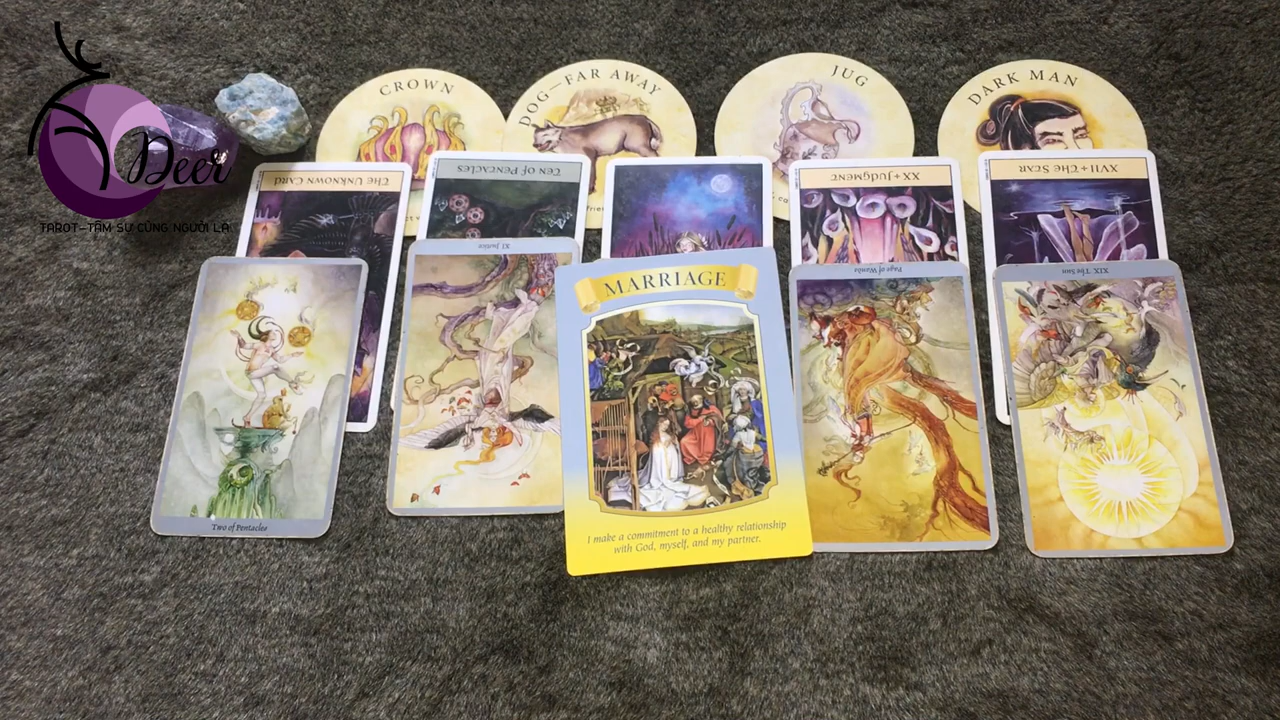 Deer
TAROT-TÂM SỰ CÙNG NGƯỜI LẠ
CROWN
DOG—FAR AWAY
JUG
DARK MAN
THE UNKNOWN CARD
TEN OF PENTACLES
XX + JUDGMENT
XVII + THE STAR
XI Justice
Page of Wands
XIX The Sun
MARRIAGE
I make a commitment to a healthy relationship
with God, myself, and my partner.
Two of Pentacles